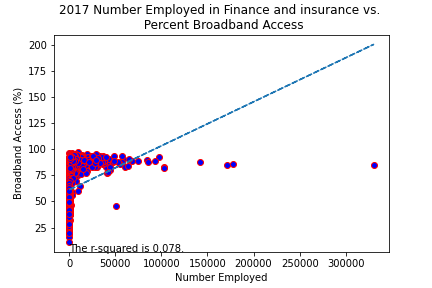 2017 Number Employed in Finance and insurance vs.
Percent Broadband Access
200
175
150
125
100
75
50
25
Broadband Access (%)
The r-squared is 0.078.
0 50000 100000 150000 200000 250000 300000
Number Employed